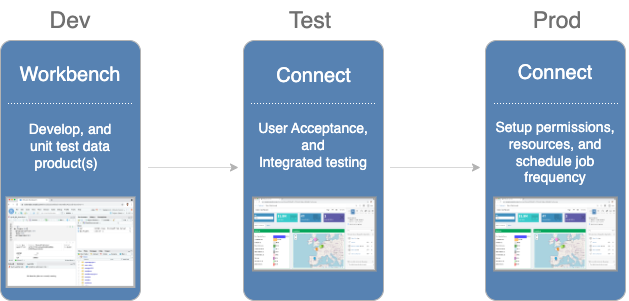 Dev
Test
Prod
Workbench
Develop, and
unit test data
product(s)
Connect
User Acceptance,
and
Integrated testing
Connect
Setup permissions,
resources, and
schedule job
frequency